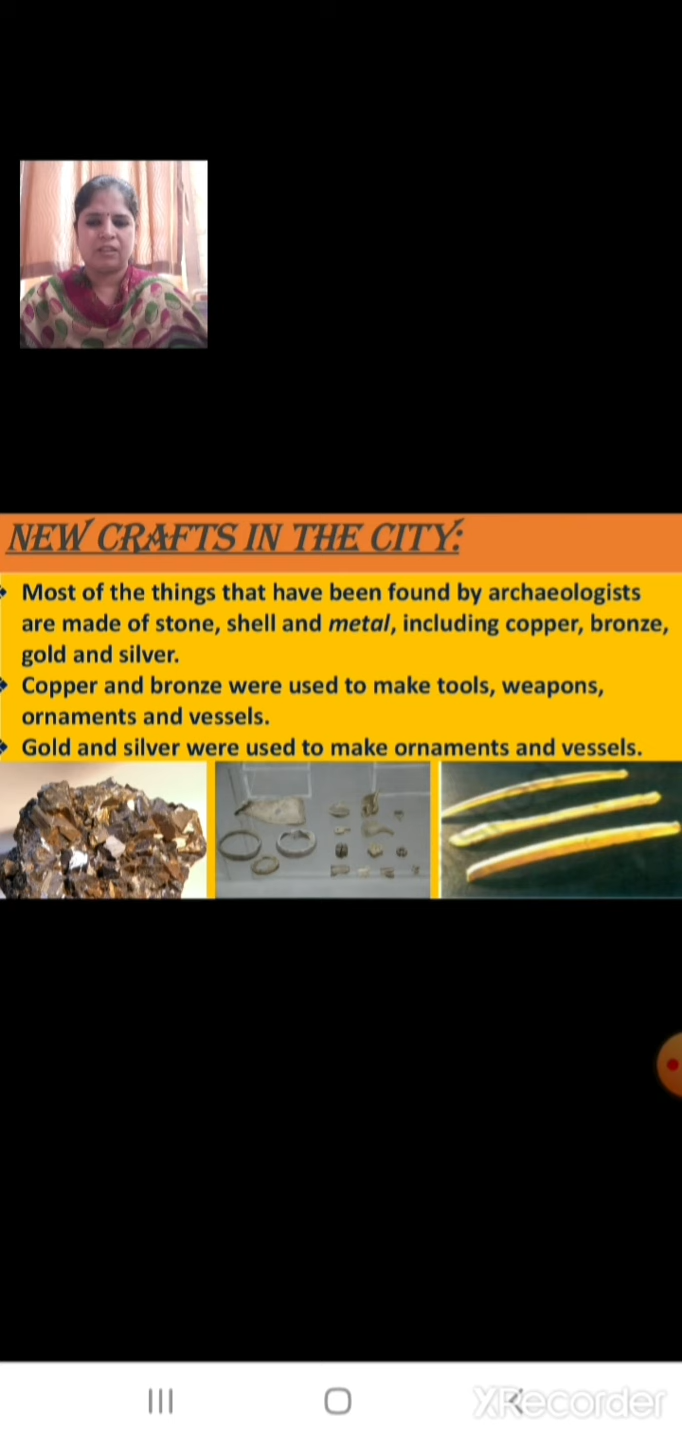 NEW CRAFTS IN THE CITY:
Most of the things that have been found by archaeologists
are made of stone, shell and metal, including copper, bronze,
gold and silver.
Copper and bronze were used to make tools, weapons,
ornaments and vessels.
Gold and silver were used to make ornaments and vessels.
XRecorder